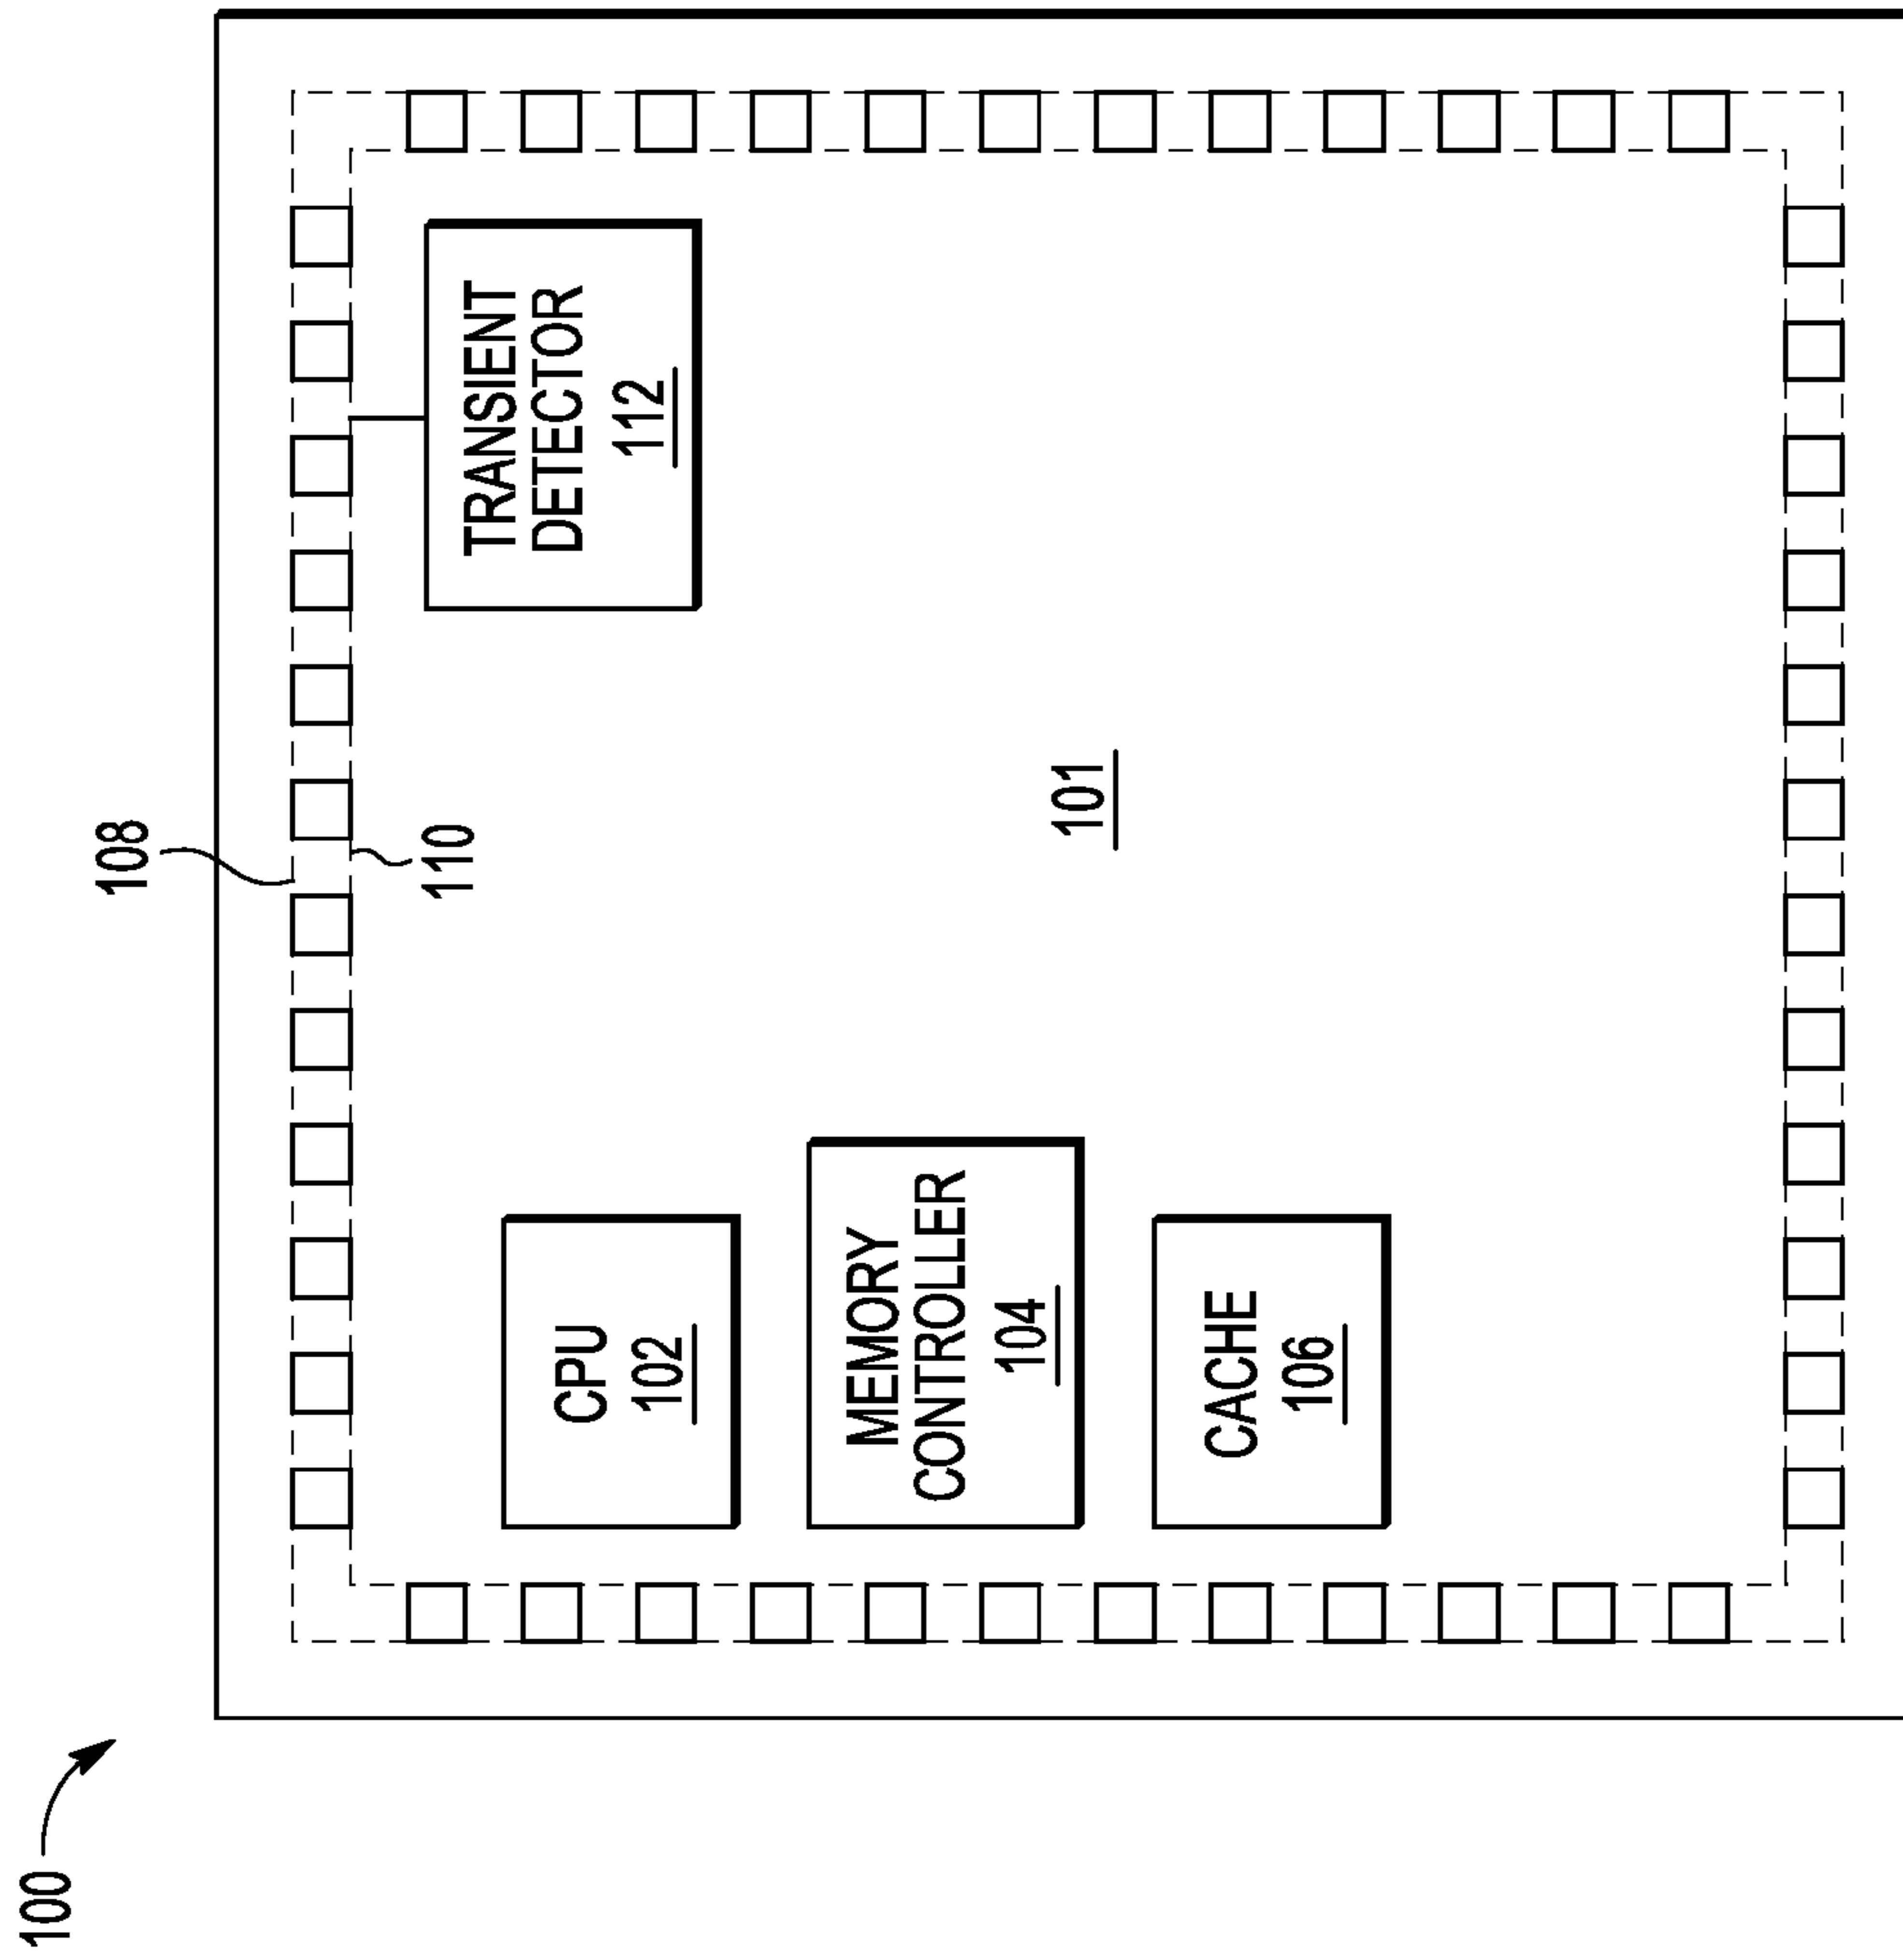 100
108
110
TRANSIENT
DETECTOR
112
101
CPU
102
MEMORY
CONTROLLER
104
CACHE
106